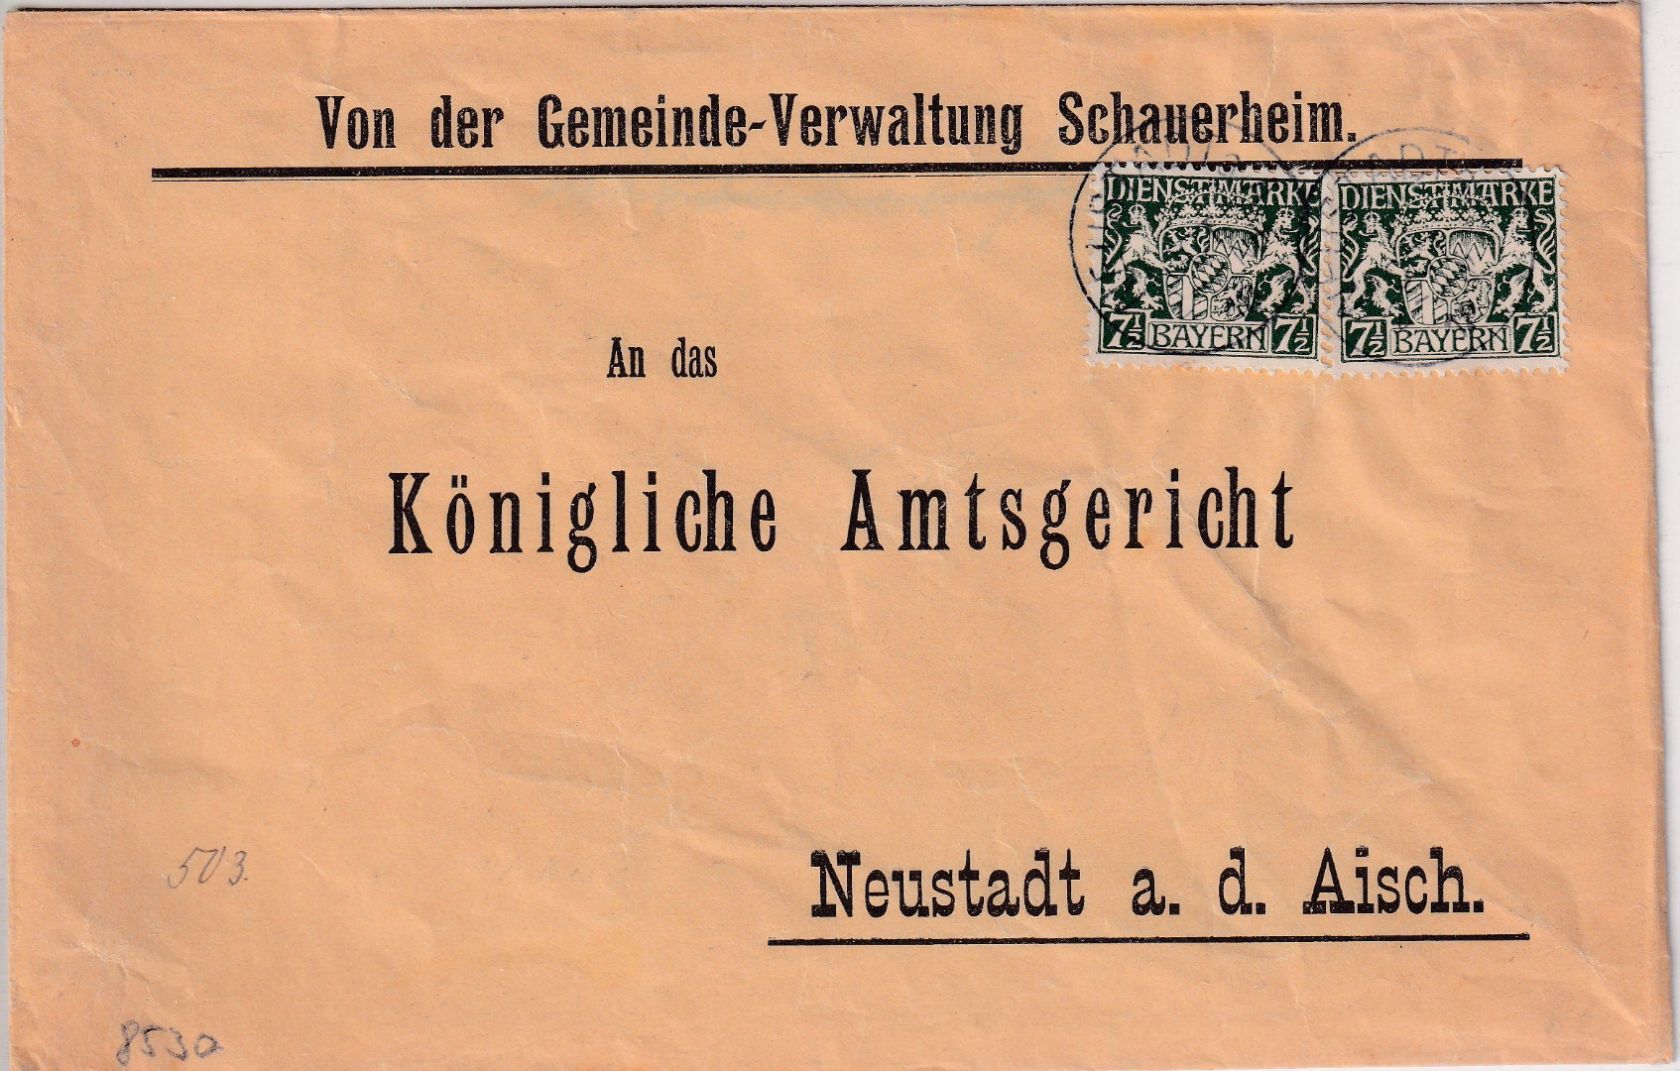 Von der Gemeinde-Verwaltung Schauerheim.
DIENSTMARKE DIENSTMARKE
7½ BAYERN 7½ 7½ BAYERN 7½
An das
Königliche Amtsgericht
503.
Neustadt a. d. Aisch.
853a